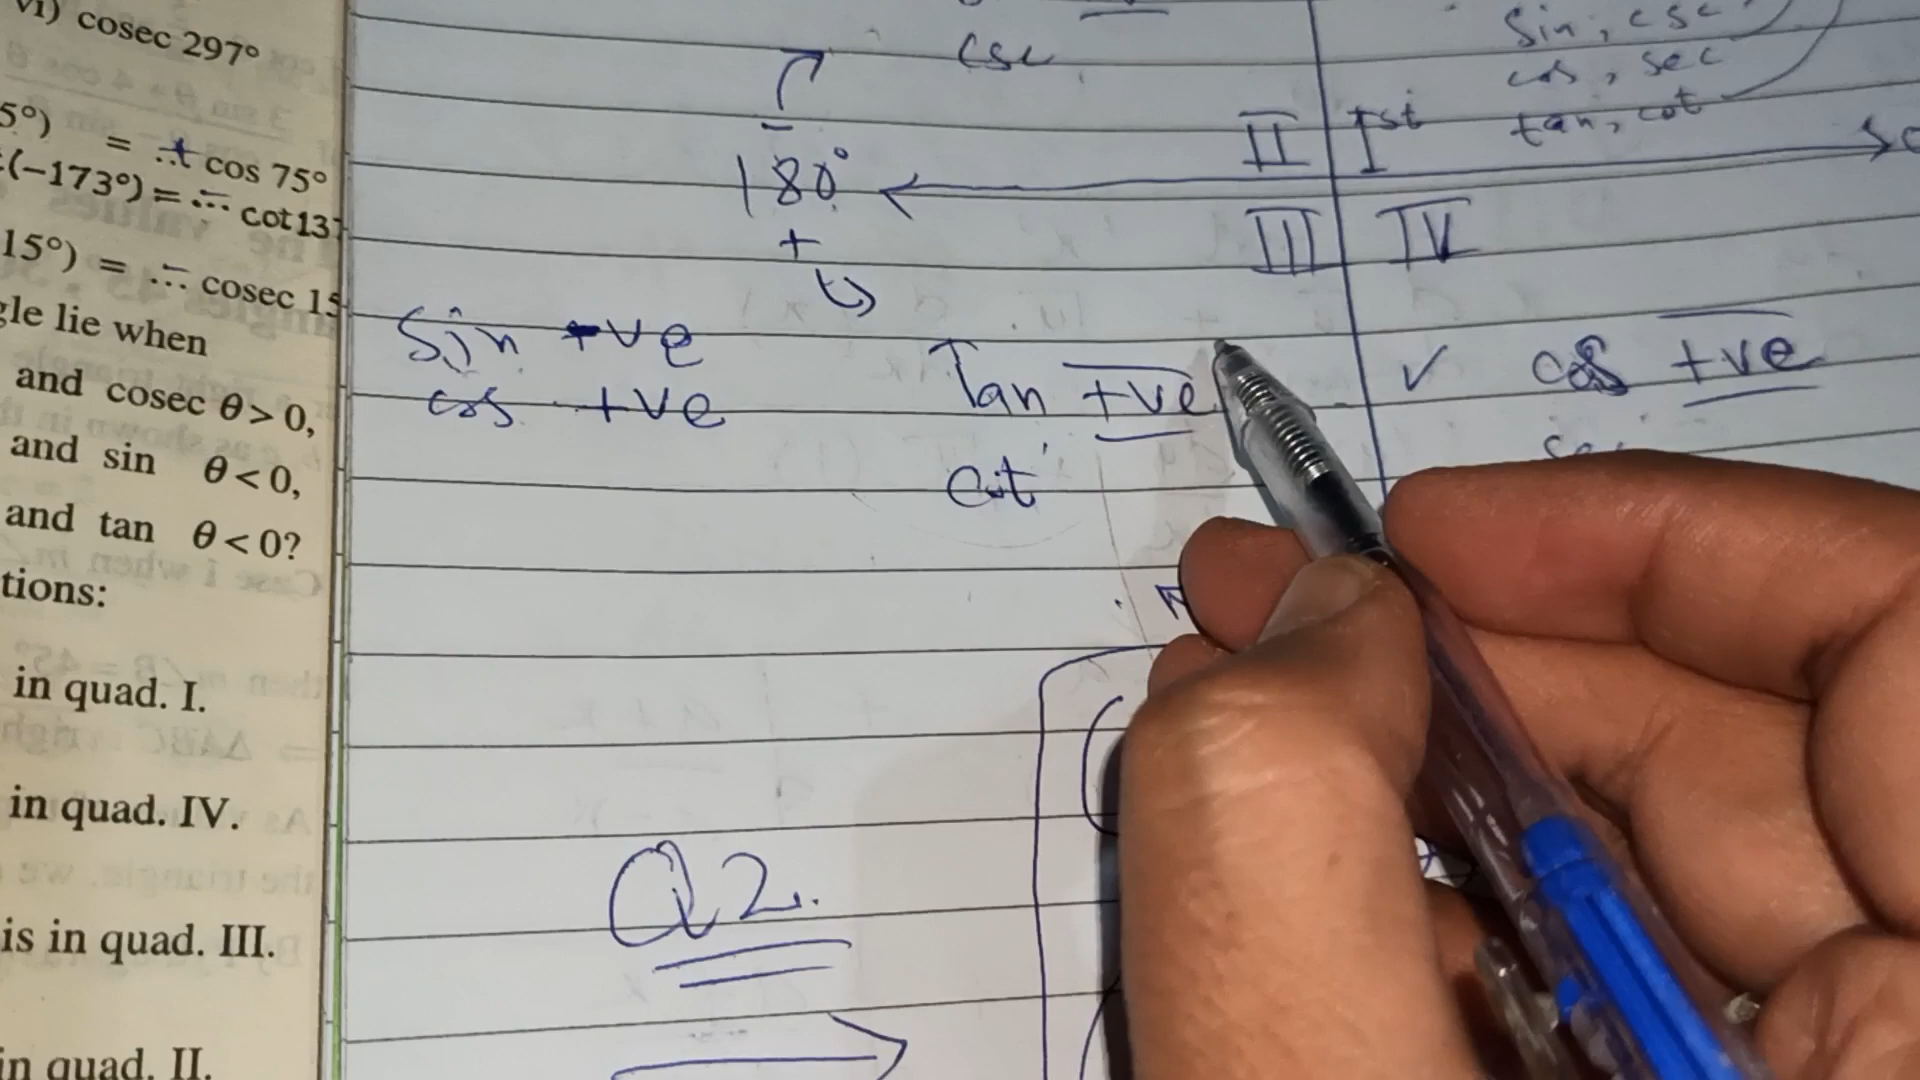 vi) cosec 297°
5°) = + cos 75°
(-173°) = - cot 137
15°) = - cosec 15
gle lie when
and cosec θ > 0,
and sin θ < 0,
and tan θ < 0?
tions:
in quad. I.
in quad. IV.
is in quad. III.
in quad. II.
csc
sin, csc
cos, sec
tan, cot
II Ist
−
180°
+
III IV
Sin +ve
cos +ve
Tan +ve
cot
✓ cos +ve
Q2.